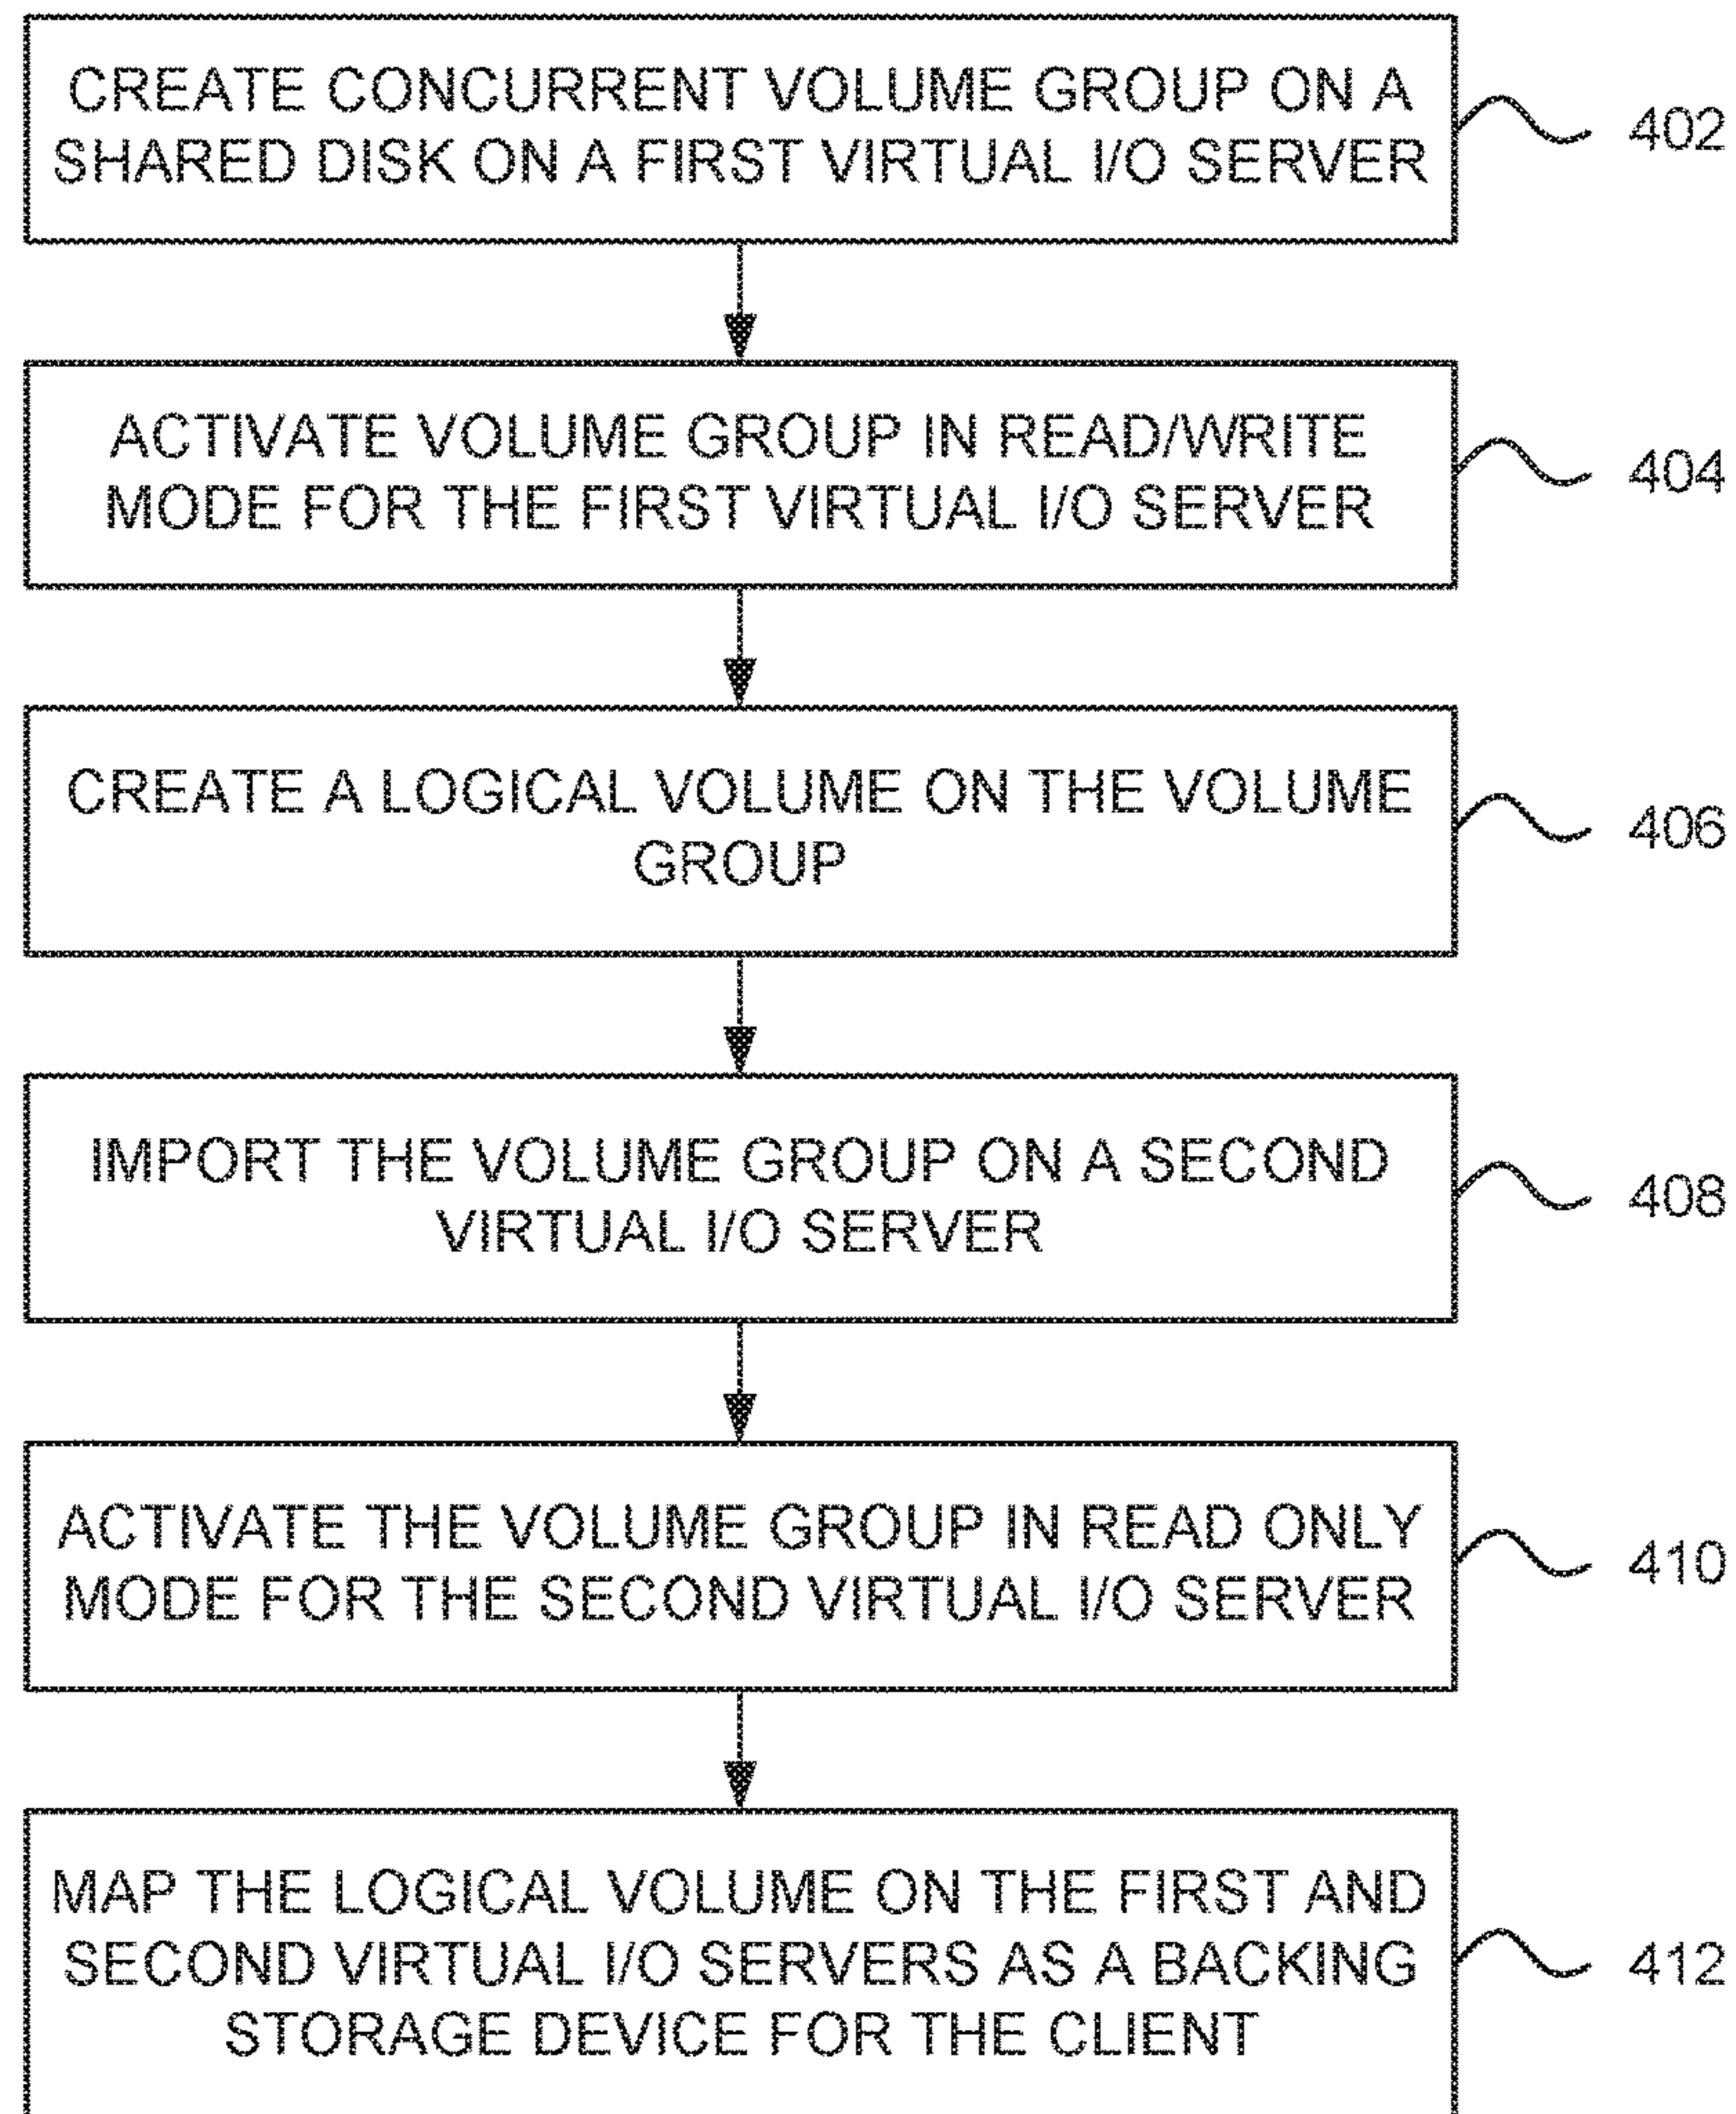 CREATE CONCURRENT VOLUME GROUP ON A
SHARED DISK ON A FIRST VIRTUAL I/O SERVER
402
ACTIVATE VOLUME GROUP IN READ/WRITE
MODE FOR THE FIRST VIRTUAL I/O SERVER
404
CREATE A LOGICAL VOLUME ON THE VOLUME
GROUP
406
IMPORT THE VOLUME GROUP ON A SECOND
VIRTUAL I/O SERVER
408
ACTIVATE THE VOLUME GROUP IN READ ONLY
MODE FOR THE SECOND VIRTUAL I/O SERVER
410
MAP THE LOGICAL VOLUME ON THE FIRST AND
SECOND VIRTUAL I/O SERVERS AS A BACKING
STORAGE DEVICE FOR THE CLIENT
412